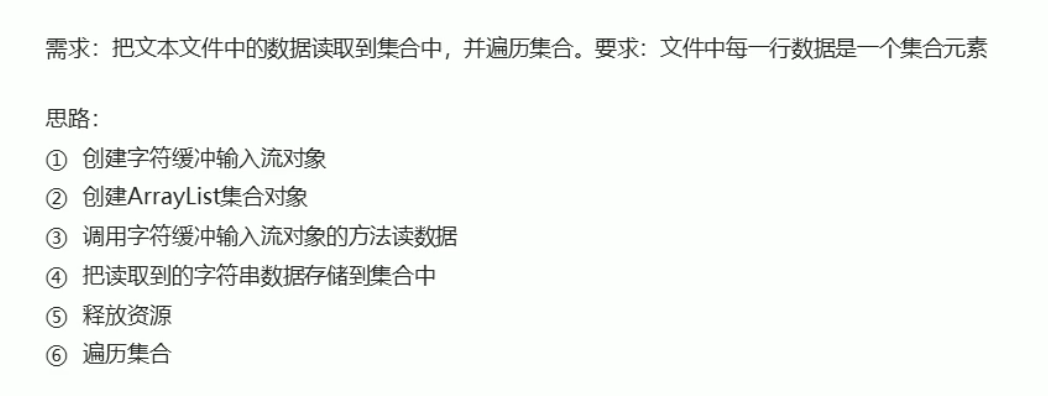 需求：把文本文件中的数据读取到集合中，并遍历集合。要求：文件中每一行数据是一个集合元素
思路：
① 创建字符缓冲输入流对象
② 创建ArrayList集合对象
③ 调用字符缓冲输入流对象的方法读数据
④ 把读取到的字符串数据存储到集合中
⑤ 释放资源
⑥ 遍历集合